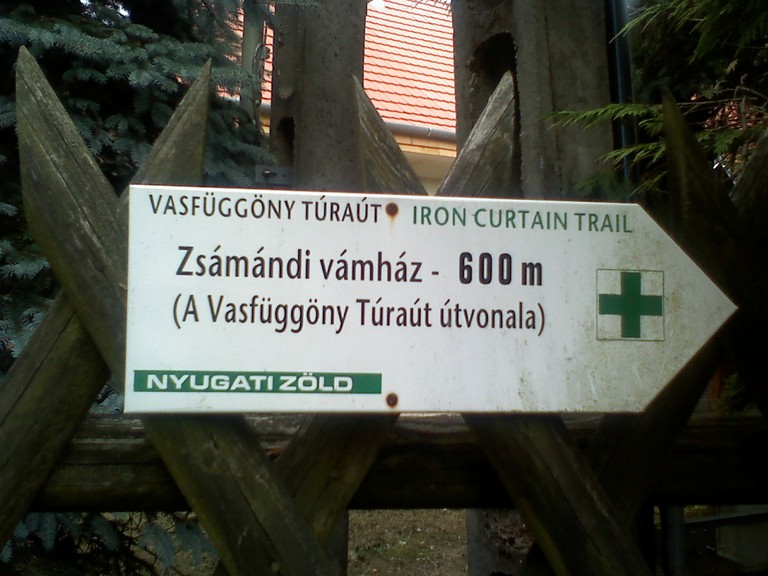 VASFÜGGÖNY TÚRAÚT IRON CURTAIN TRAIL
Zsámándi vámház - 600 m
(A Vasfüggöny Túraút útvonala)
NYUGATI ZÖLD